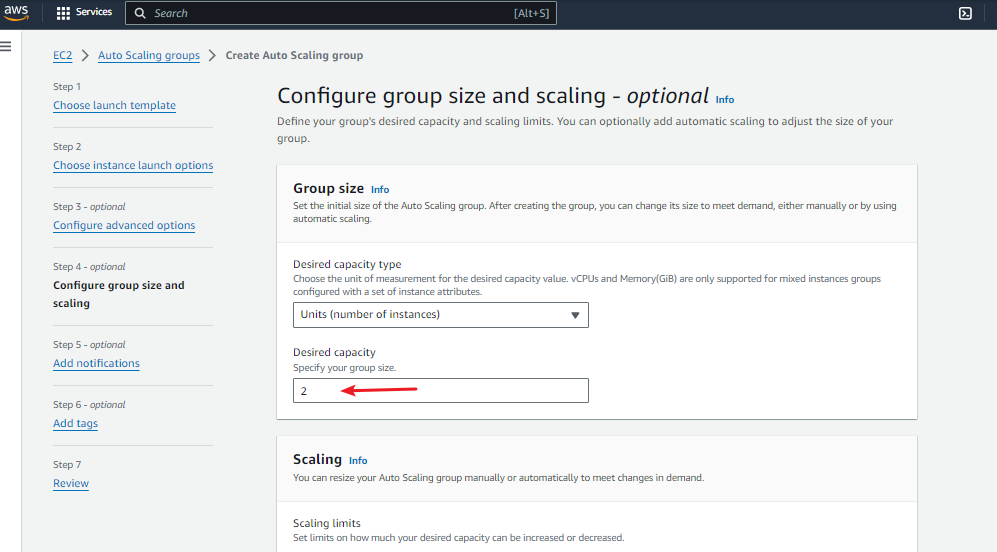 aws
Services
Search
[Alt+S]
EC2 > Auto Scaling groups > Create Auto Scaling group
Step 1
Choose launch template
Step 2
Choose instance launch options
Step 3 - optional
Configure advanced options
Step 4 - optional
Configure group size and
scaling
Step 5 - optional
Add notifications
Step 6 - optional
Add tags
Step 7
Review
Configure group size and scaling - optional Info
Define your group's desired capacity and scaling limits. You can optionally add automatic scaling to adjust the size of your
group.
Group size Info
Set the initial size of the Auto Scaling group. After creating the group, you can change its size to meet demand, either manually or by using
automatic scaling.
Desired capacity type
Choose the unit of measurement for the desired capacity value. vCPUs and Memory(GiB) are only supported for mixed instances groups
configured with a set of instance attributes.
Units (number of instances)
Desired capacity
Specify your group size.
2
Scaling Info
You can resize your Auto Scaling group manually or automatically to meet changes in demand.
Scaling limits
Set limits on how much your desired capacity can be increased or decreased.